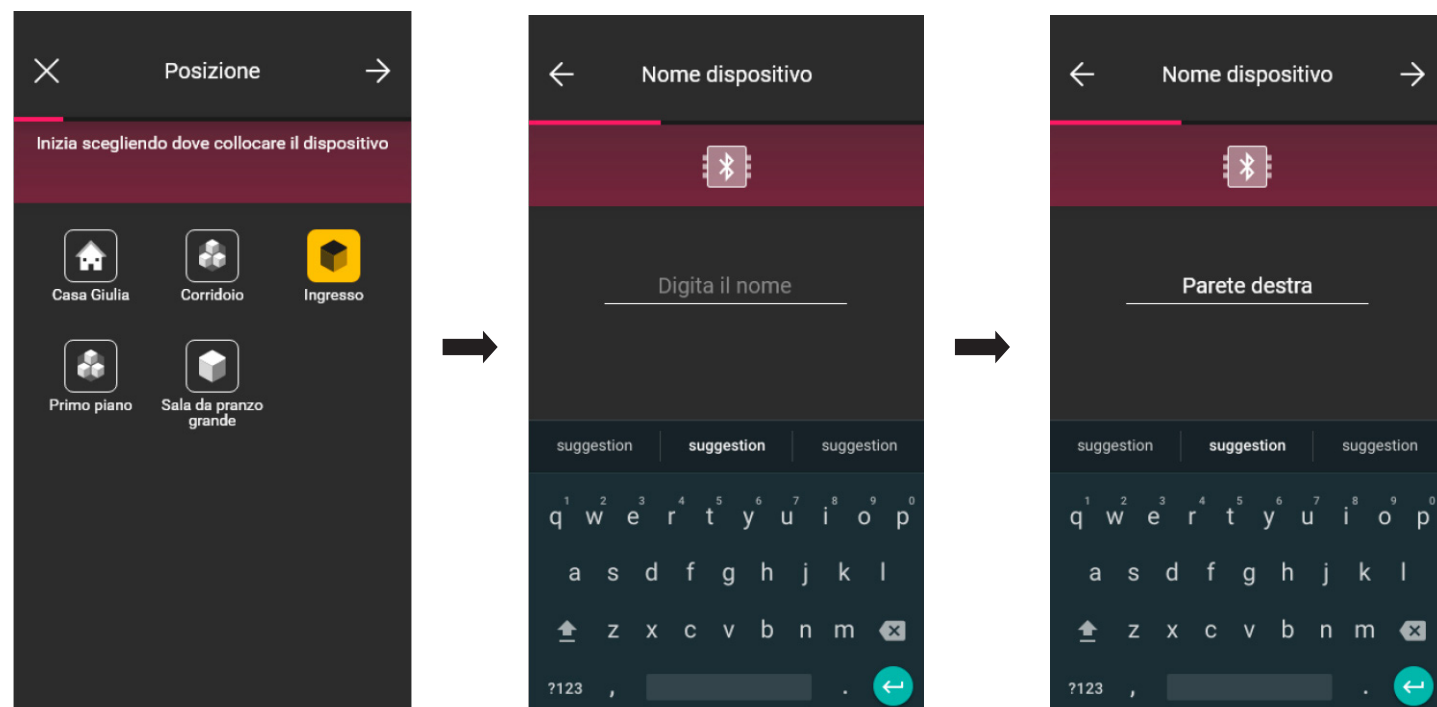 Posizione
Inizia scegliendo dove collocare il dispositivo
Casa Giulia
Corridoio
Ingresso
Primo piano
Sala da pranzo
grande
Nome dispositivo
Digita il nome
suggestion suggestion suggestion
1 2 3 4 5 6 7 8 9 0
q w e r t y u i o p
a s d f g h j k l
z x c v b n m
?123 , .
Nome dispositivo
Parete destra
suggestion suggestion suggestion
1 2 3 4 5 6 7 8 9 0
q w e r t y u i o p
a s d f g h j k l
z x c v b n m
?123 , .